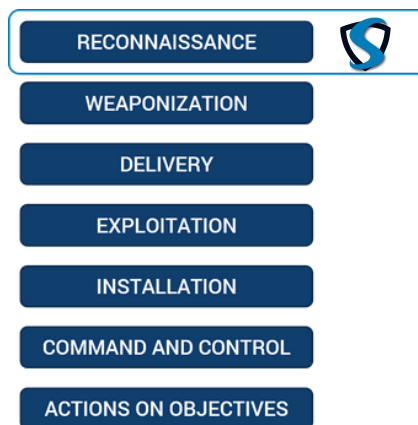 RECONNAISSANCE
WEAPONIZATION
DELIVERY
EXPLOITATION
INSTALLATION
COMMAND AND CONTROL
ACTIONS ON OBJECTIVES